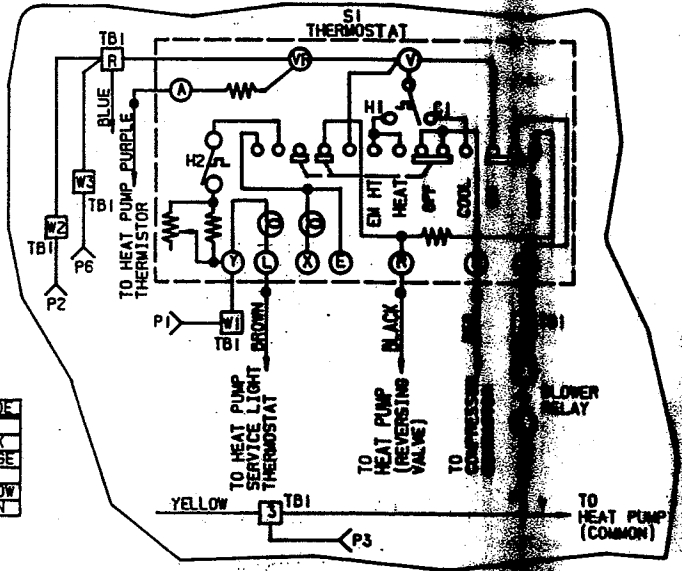 S1
THERMOSTAT
TB1
R
VR
V
A
BLUE
H1
TO HEAT PUMP PURPLE
THERMISTOR
W3
TB1
H2
EM HT
HEAT
OFF
COOL
W2
TB1
P6
P2
Y
L
X
E
R
P1
W1
TB1
BROWN
BLACK
TO HEAT PUMP
SERVICE LIGHT
THERMOSTAT
TO
HEAT PUMP
(REVERSING
VALVE)
TO
BLOWER
RELAY
YELLOW
3
TB1
P3
TO
HEAT PUMP
(COMMON)